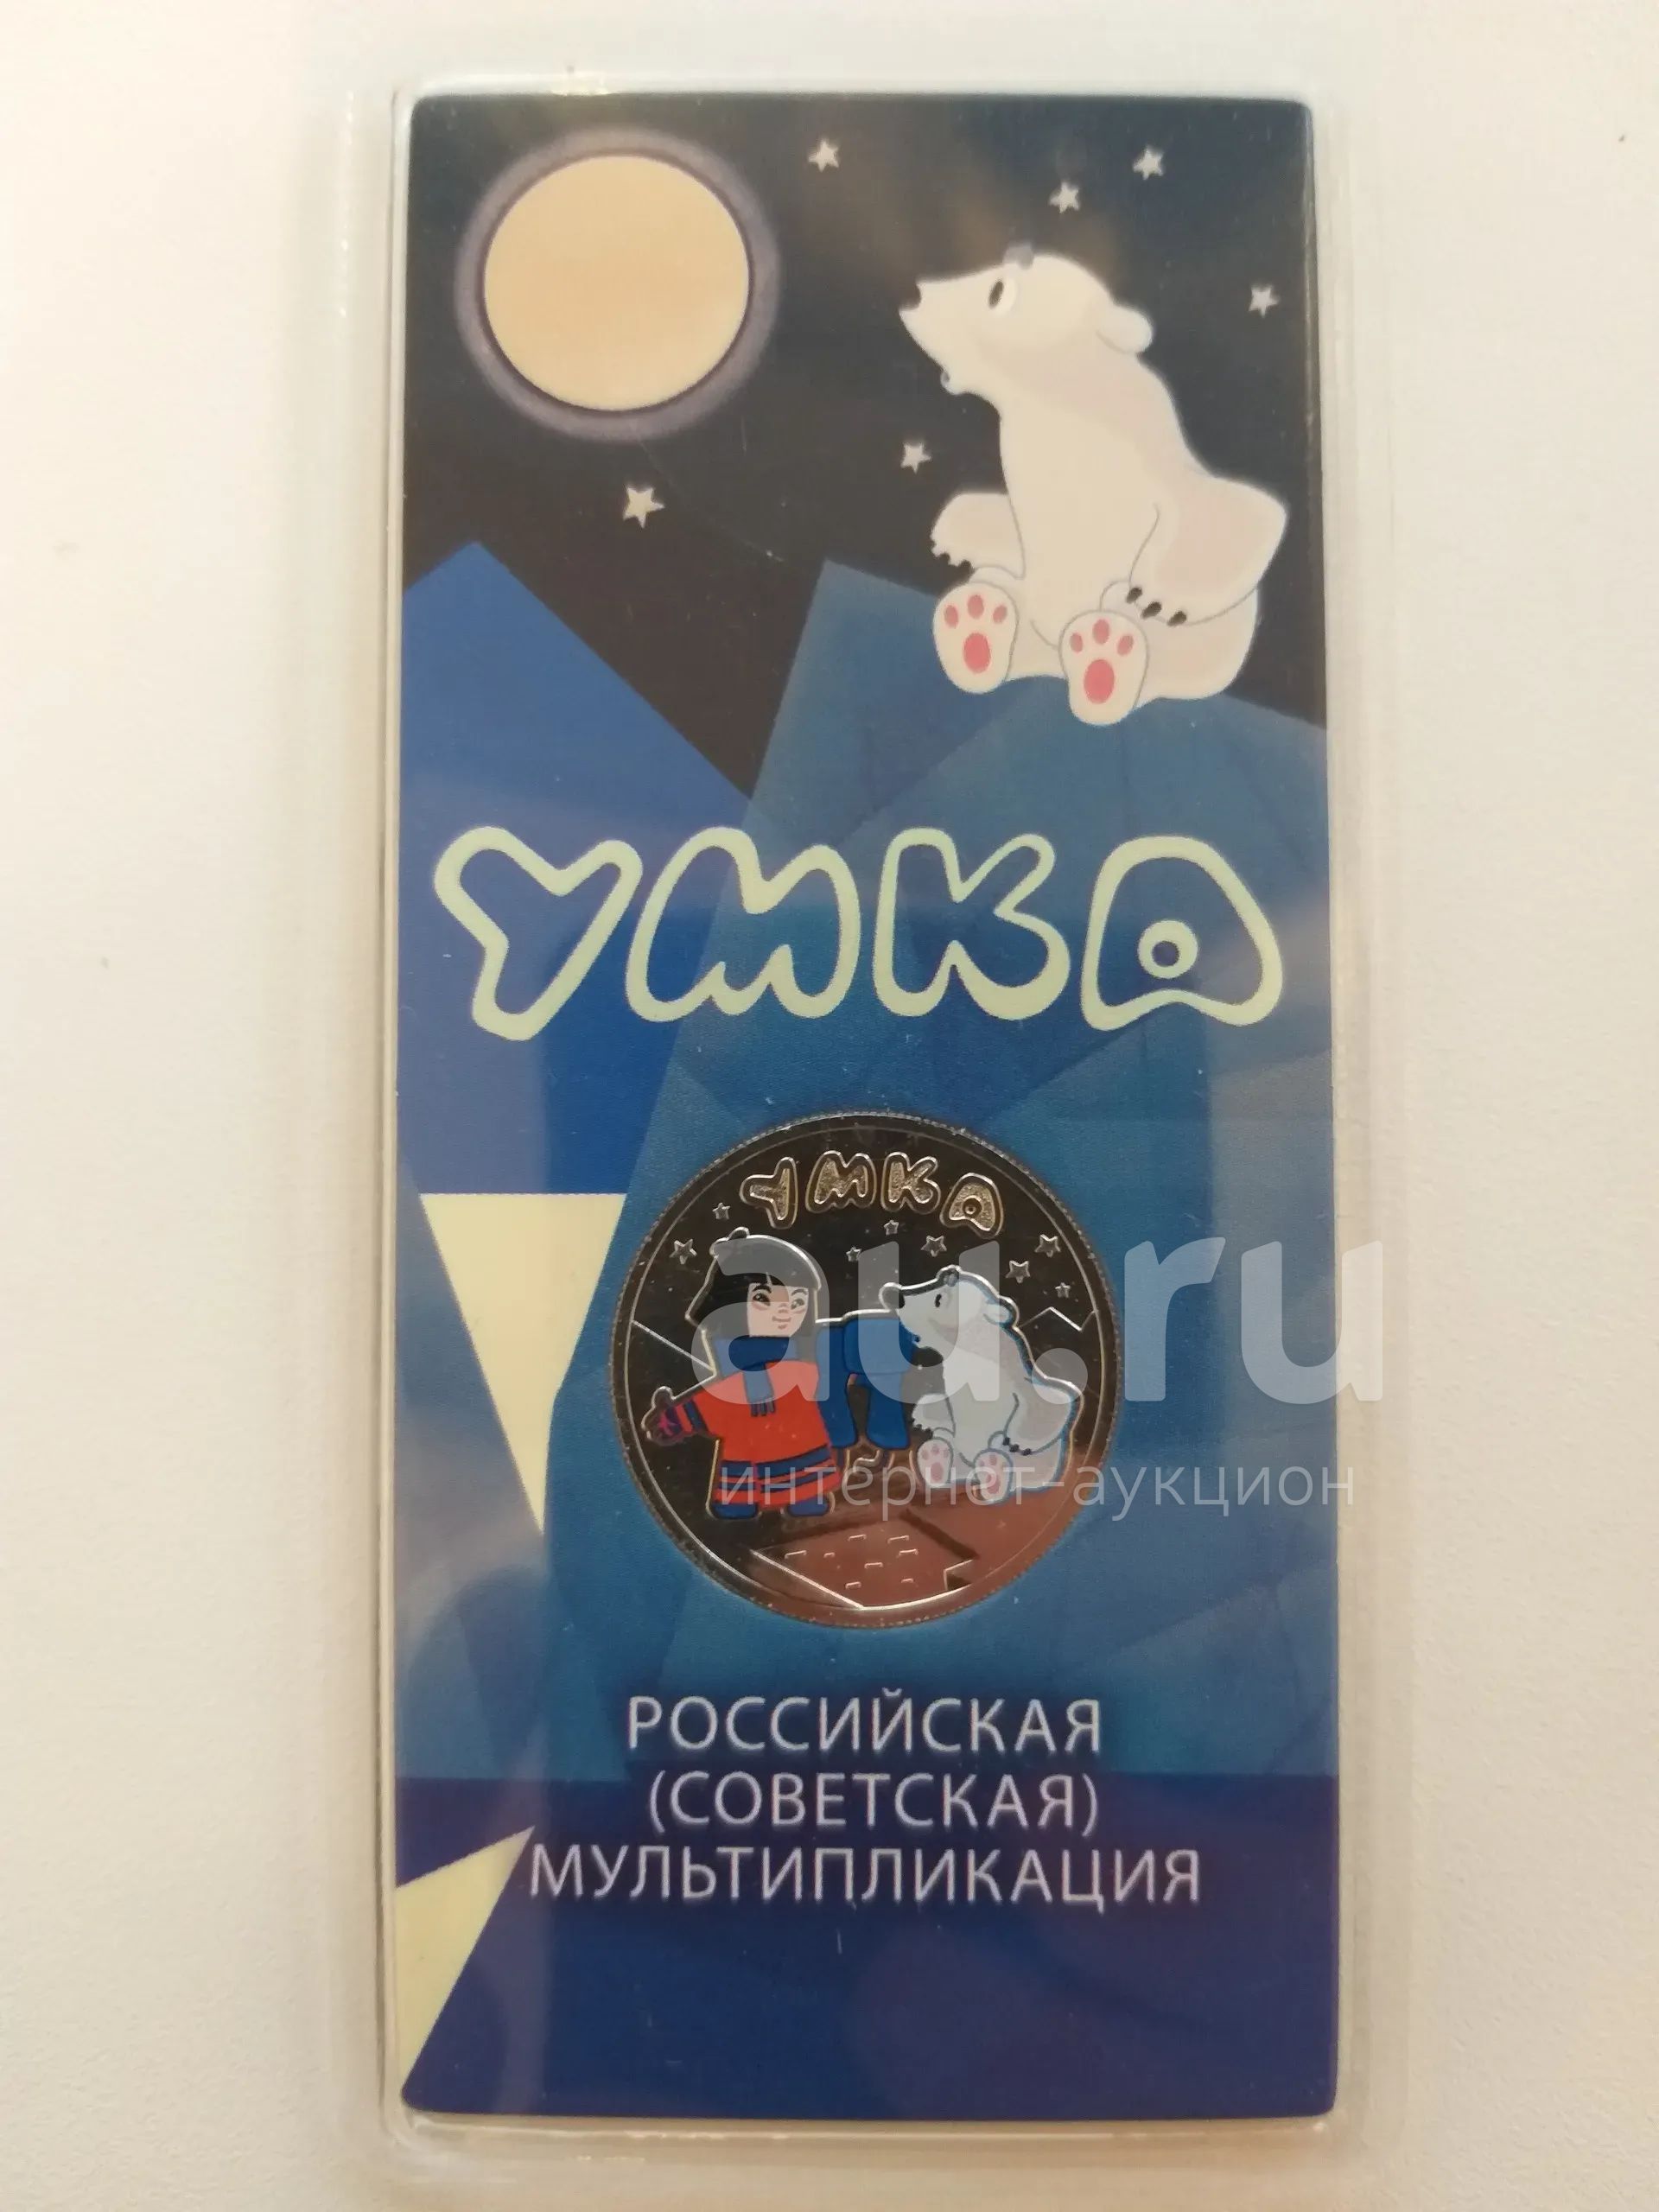 УМКА
УМКА
au.ru
интернет-аукцион
РОССИЙСКАЯ
(СОВЕТСКАЯ)
МУЛЬТИПЛИКАЦИЯ